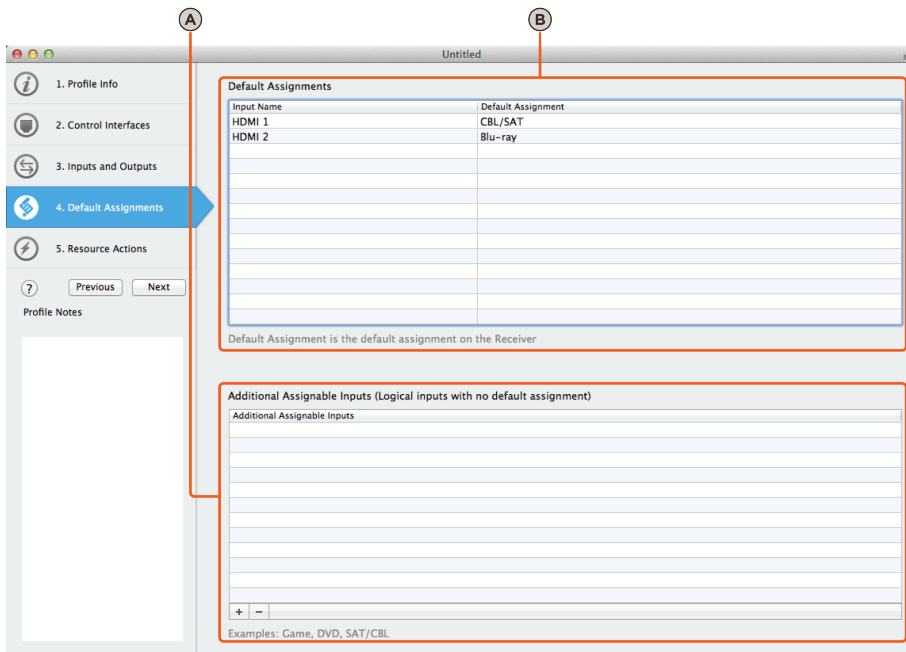 A
B
Untitled
1. Profile Info
2. Control Interfaces
3. Inputs and Outputs
4. Default Assignments
5. Resource Actions
? Previous Next
Profile Notes
Default Assignments
Input Name Default Assignment
HDMI 1 CBL/SAT
HDMI 2 Blu-ray
Default Assignment is the default assignment on the Receiver
Additional Assignable Inputs (Logical inputs with no default assignment)
Additional Assignable Inputs
+ −
Examples: Game, DVD, SAT/CBL